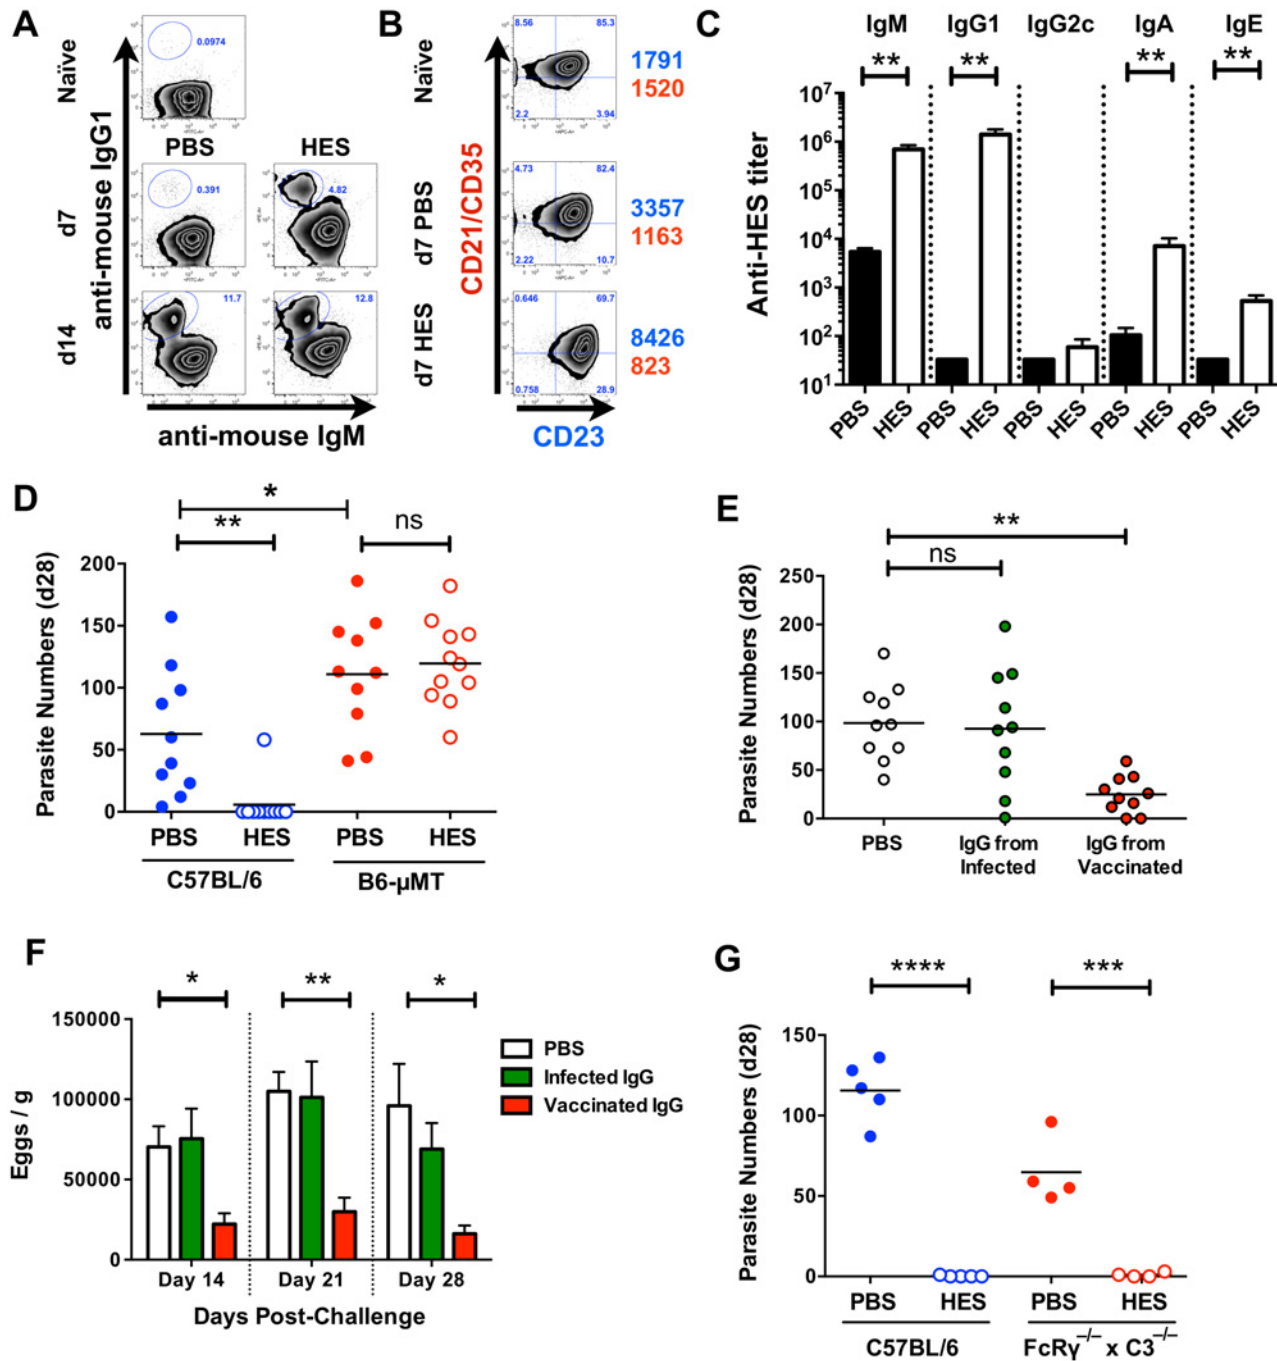 A
Naïve
d7
d14
anti-mouse IgG1
0.0974
PBS
HES
0.391
4.82
11.7
12.8
anti-mouse IgM
B
Naïve
d7 PBS
d7 HES
CD21/CD35
8.56
85.3
2.2
3.94
1791
1520
4.73
82.4
2.22
10.7
3357
1163
0.646
69.7
0.758
28.9
8426
823
CD23
C
IgM
IgG1
IgG2c
IgA
IgE
**
**
**
**
Anti-HES titer
10⁷
10⁶
10⁵
10⁴
10³
10²
10¹
PBS
HES
PBS
HES
PBS
HES
PBS
HES
PBS
HES
D
*
**
ns
Parasite Numbers (d28)
200
150
100
50
0
PBS
HES
PBS
HES
C57BL/6
B6-µMT
E
**
ns
Parasite Numbers (d28)
250
200
150
100
50
0
PBS
IgG from
Infected
IgG from
Vaccinated
F
*
**
*
Eggs / g
150000
100000
50000
0
Day 14
Day 21
Day 28
Days Post-Challenge
PBS
Infected IgG
Vaccinated IgG
G
****
***
Parasite Numbers (d28)
150
100
50
0
PBS
HES
PBS
HES
C57BL/6
FcRγ⁻/⁻ x C3⁻/⁻